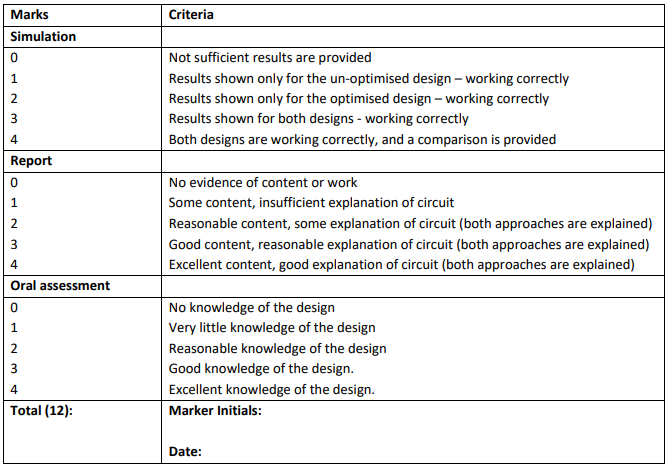 Marks Criteria
Simulation
0 Not sufficient results are provided
1 Results shown only for the un-optimised design – working correctly
2 Results shown only for the optimised design – working correctly
3 Results shown for both designs - working correctly
4 Both designs are working correctly, and a comparison is provided
Report
0 No evidence of content or work
1 Some content, insufficient explanation of circuit
2 Reasonable content, some explanation of circuit (both approaches are explained)
3 Good content, reasonable explanation of circuit (both approaches are explained)
4 Excellent content, good explanation of circuit (both approaches are explained)
Oral assessment
0 No knowledge of the design
1 Very little knowledge of the design
2 Reasonable knowledge of the design
3 Good knowledge of the design.
4 Excellent knowledge of the design.
Total (12): Marker Initials:
Date: